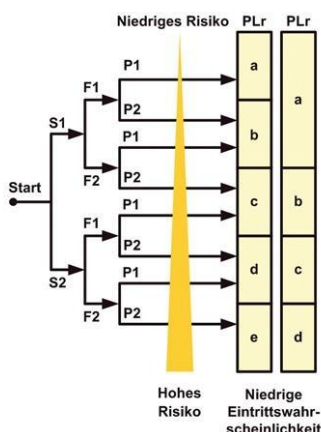 Niedriges Risiko PLr PLr
P1
a
F1
P2
a
S1
P1
b
F2
P2
Start
P1
c
b
F1
P2
S2
P1
d
c
F2
P2
e
d
Hohes
Risiko
Niedrige
Eintrittswahr-
scheinlichkeit